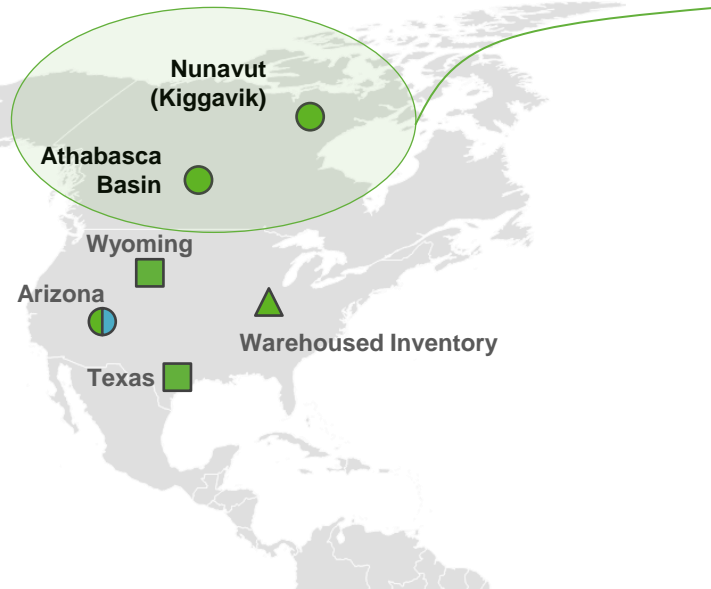 Nunavut
(Kiggavik)
Athabasca
Basin
Wyoming
Arizona
Warehoused Inventory
Texas